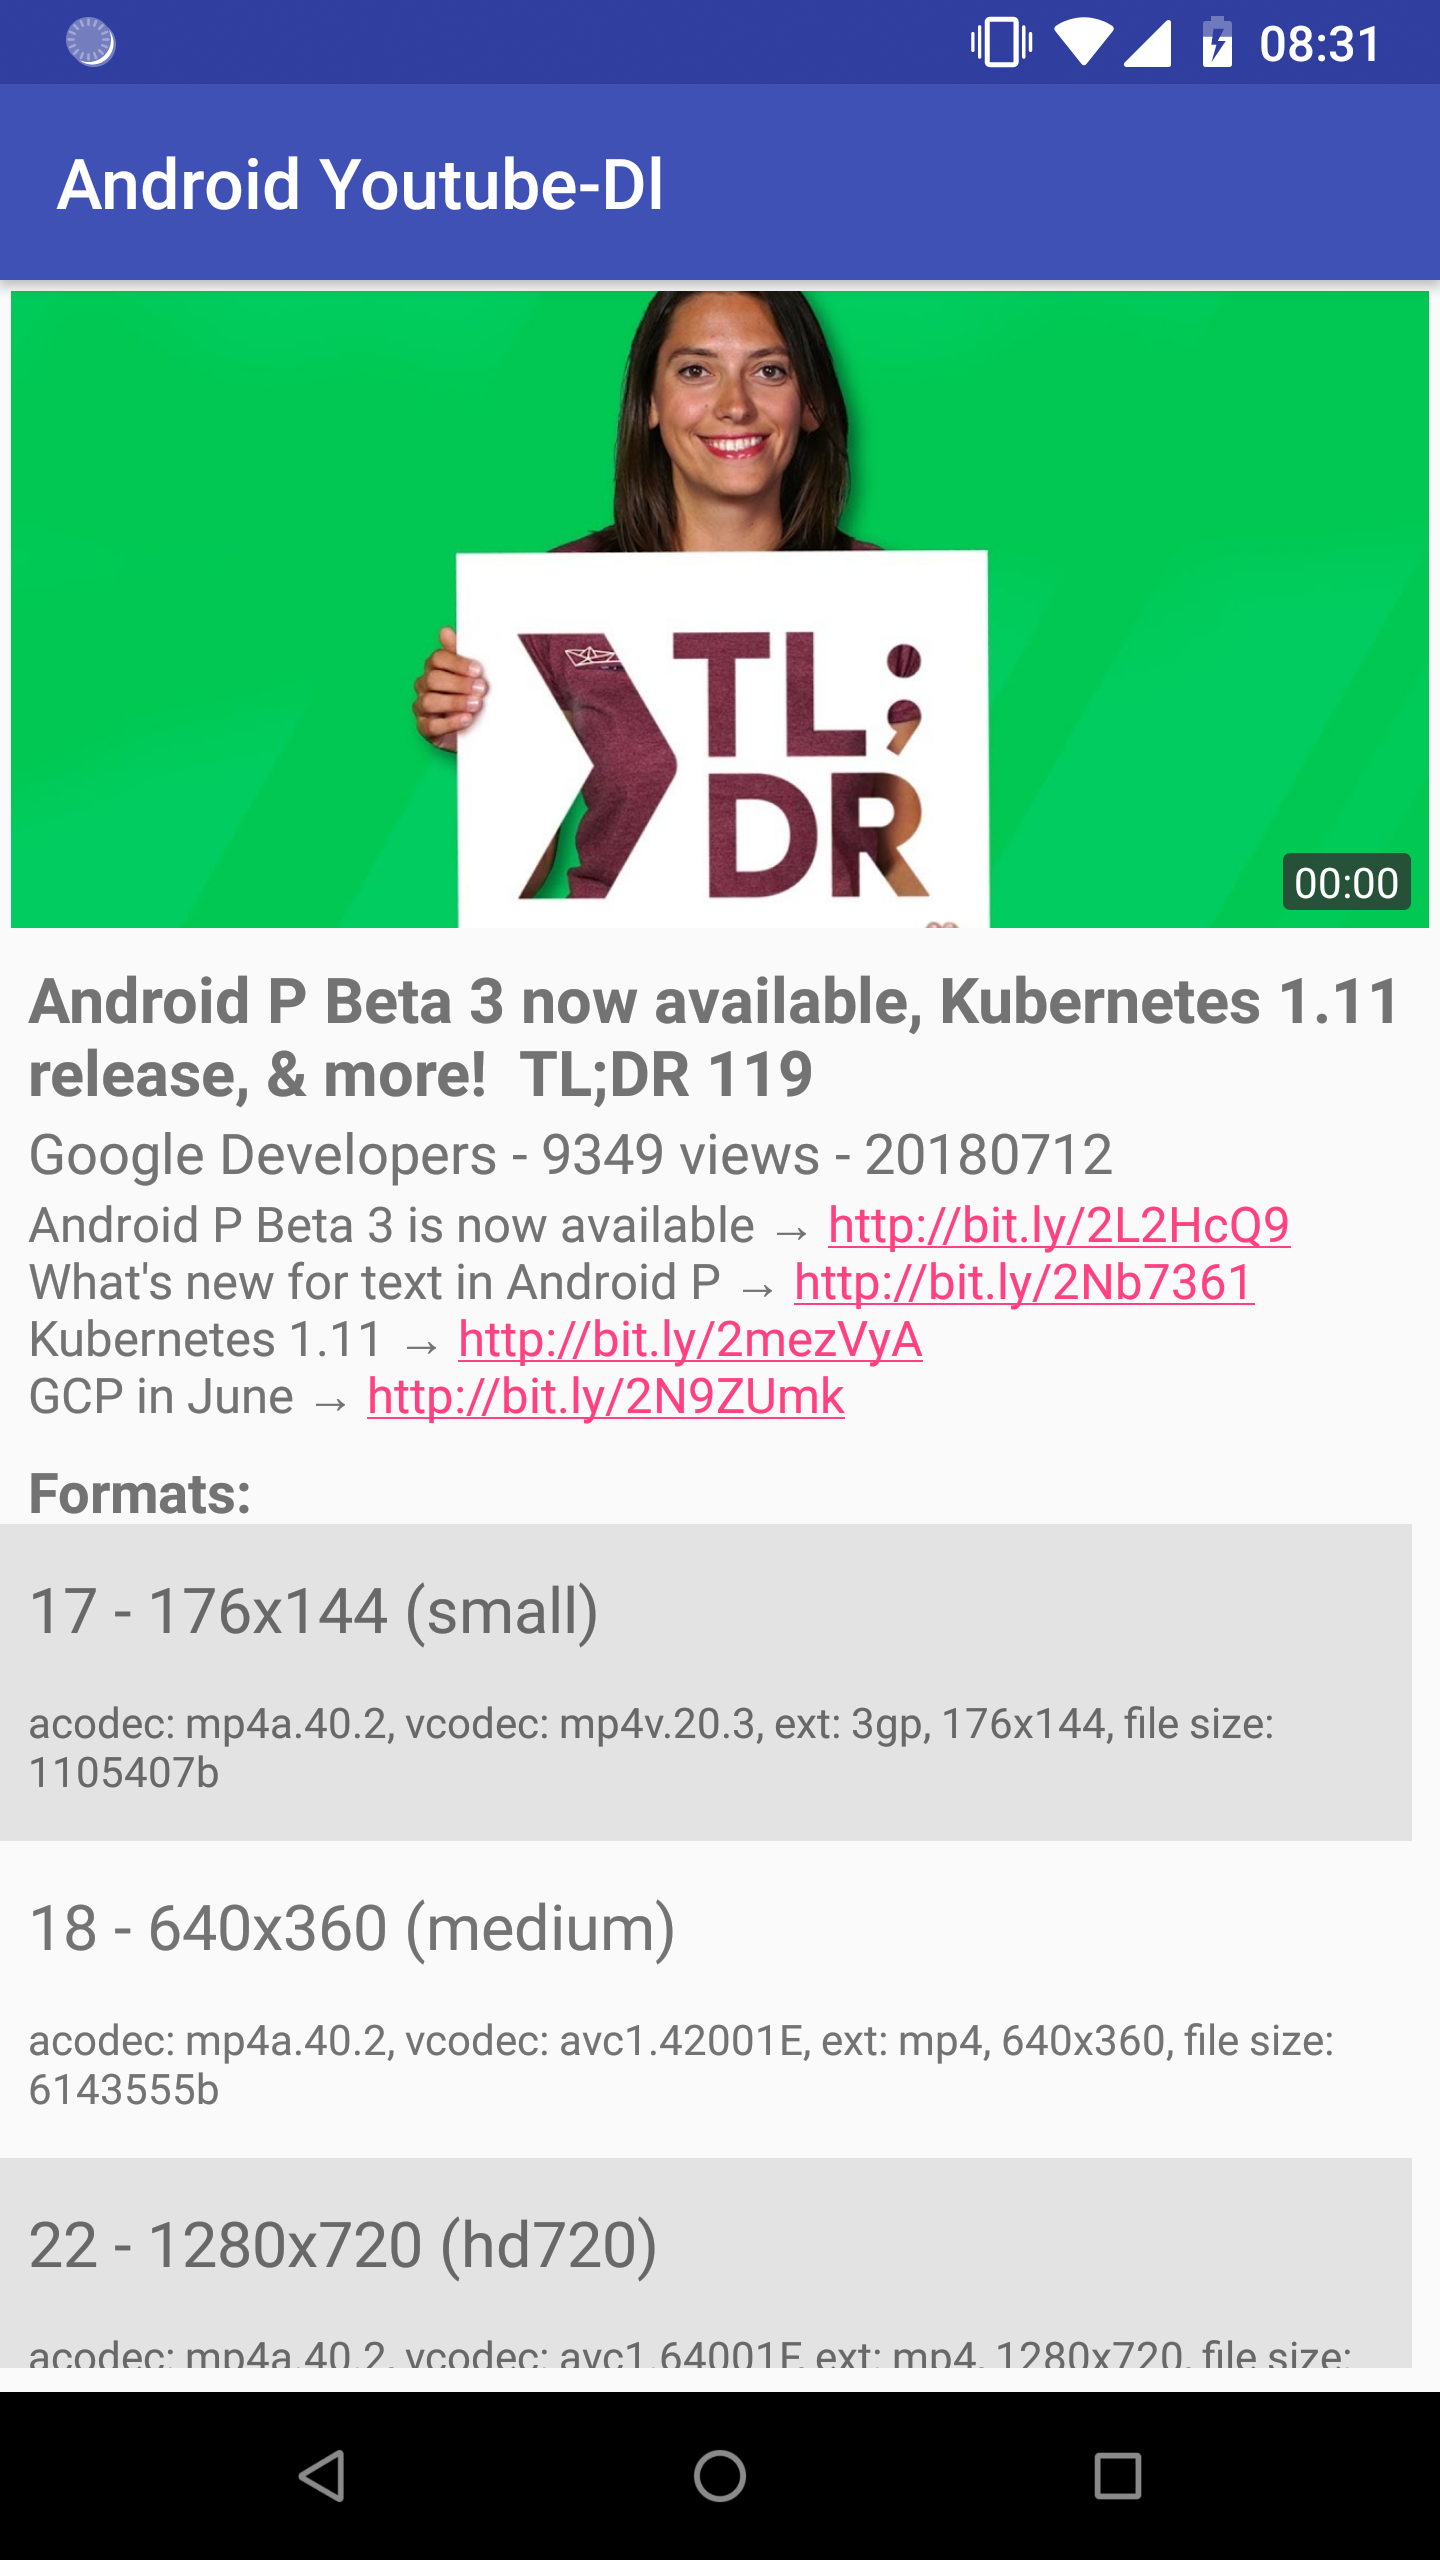 08:31
Android Youtube-Dl
TL;
DR
00:00
Android P Beta 3 now available, Kubernetes 1.11
release, & more!  TL;DR 119
Google Developers - 9349 views - 20180712
Android P Beta 3 is now available → http://bit.ly/2L2HcQ9
What's new for text in Android P → http://bit.ly/2Nb7361
Kubernetes 1.11 → http://bit.ly/2mezVyA
GCP in June → http://bit.ly/2N9ZUmk
Formats:
17 - 176x144 (small)
acodec: mp4a.40.2, vcodec: mp4v.20.3, ext: 3gp, 176x144, file size:
1105407b
18 - 640x360 (medium)
acodec: mp4a.40.2, vcodec: avc1.42001E, ext: mp4, 640x360, file size:
6143555b
22 - 1280x720 (hd720)
acodec: mp4a.40.2, vcodec: avc1.64001F, ext: mp4, 1280x720, file size: